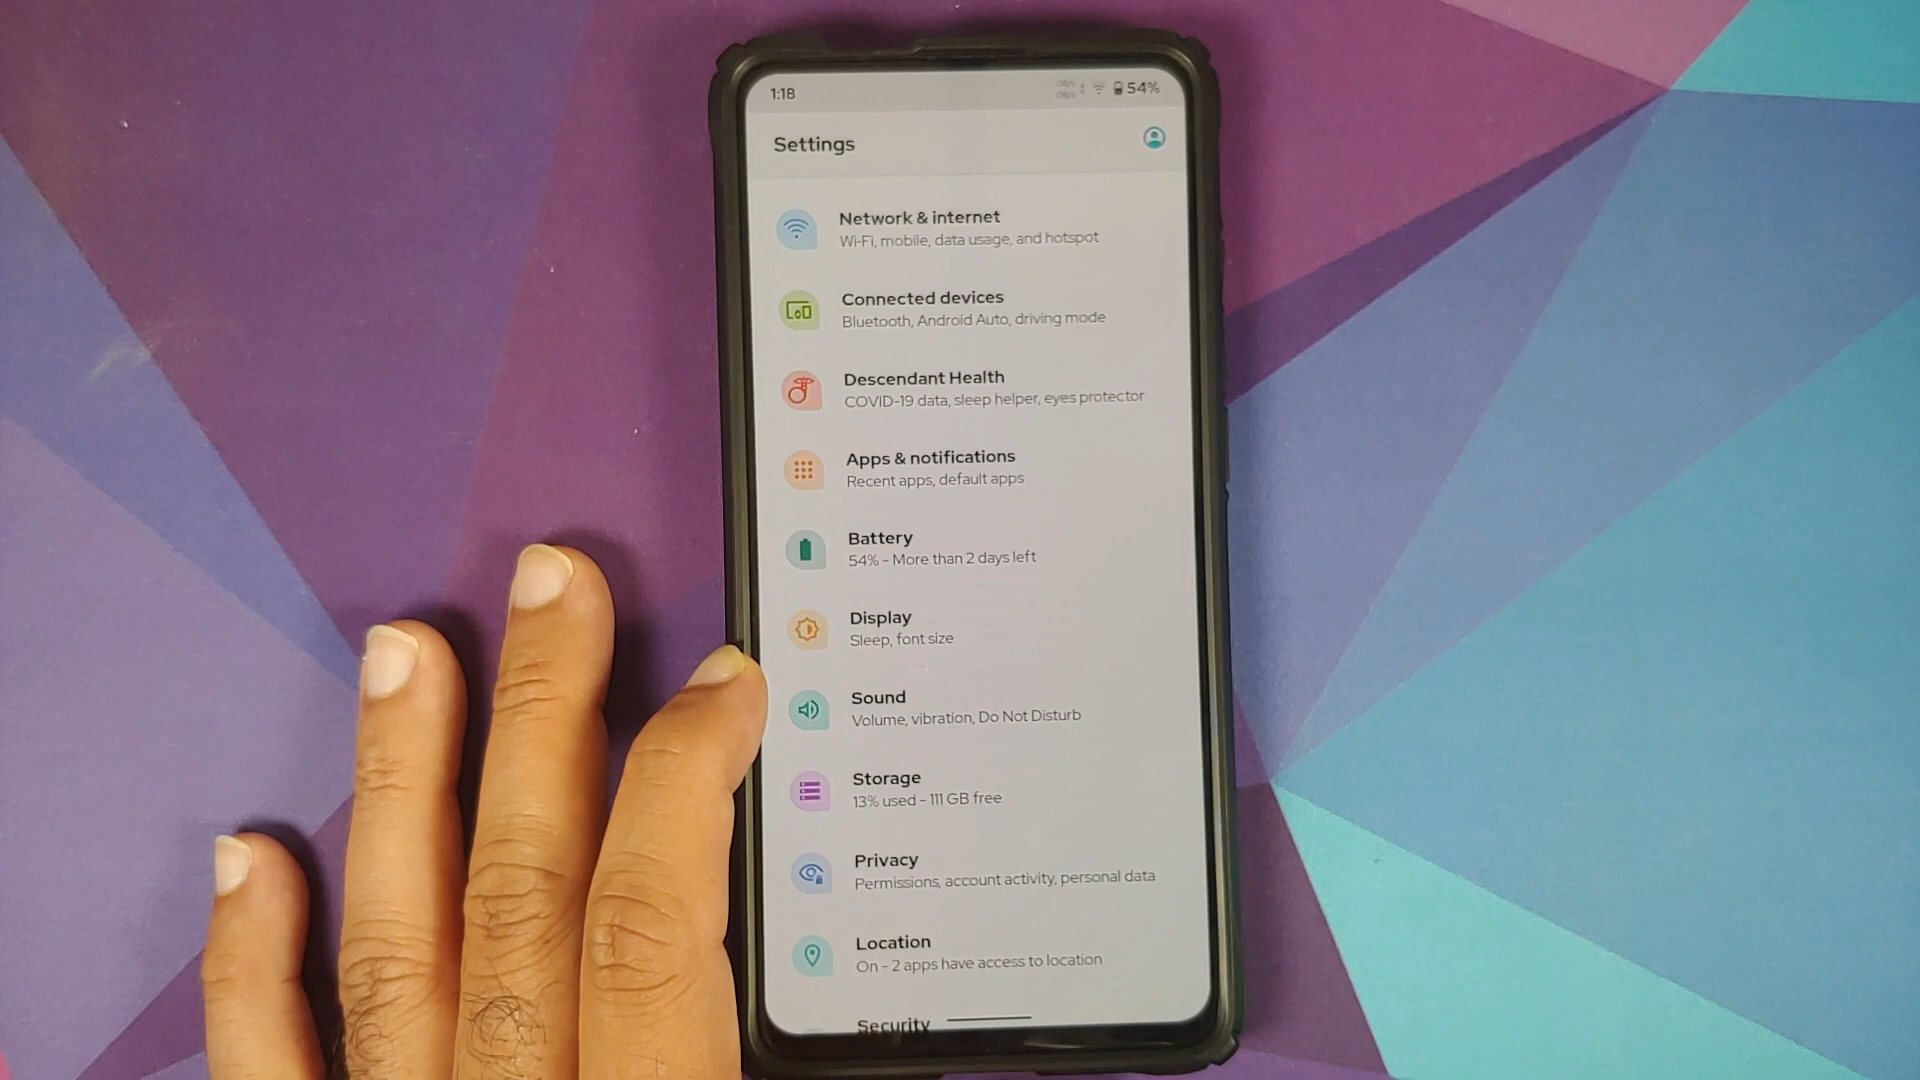 1:18
54%
Settings
Network & internet
Wi-Fi, mobile, data usage, and hotspot
Connected devices
Bluetooth, Android Auto, driving mode
Descendant Health
COVID-19 data, sleep helper, eyes protector
Apps & notifications
Recent apps, default apps
Battery
54% - More than 2 days left
Display
Sleep, font size
Sound
Volume, vibration, Do Not Disturb
Storage
13% used - 111 GB free
Privacy
Permissions, account activity, personal data
Location
On - 2 apps have access to location
Security